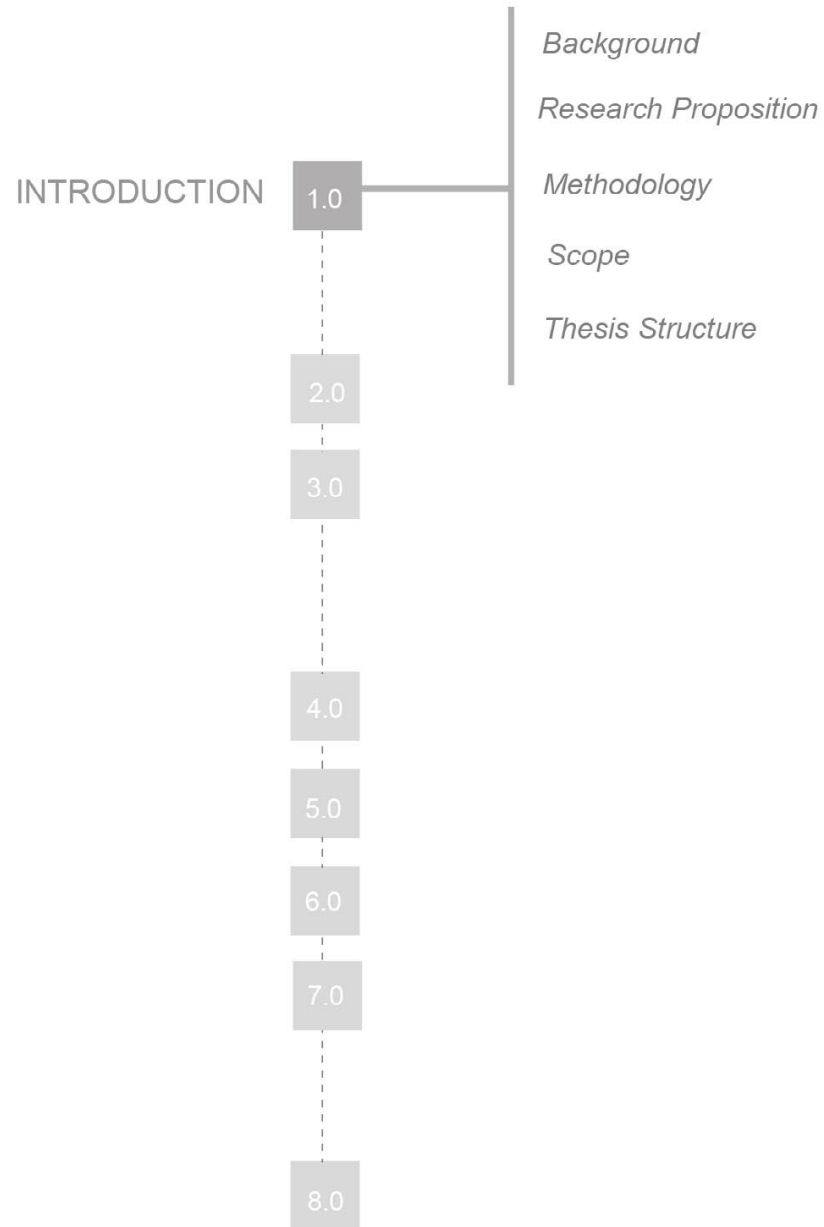 Background
Research Proposition
INTRODUCTION 1.0 Methodology
Scope
Thesis Structure
2.0
3.0
4.0
5.0
6.0
7.0
8.0